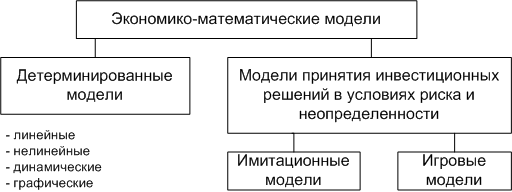 Экономико-математические модели
Детерминированные
модели
Модели принятия инвестиционных
решений в условиях риска и
неопределенности
- линейные
- нелинейные
- динамические
- графические
Имитационные
модели
Игровые
модели